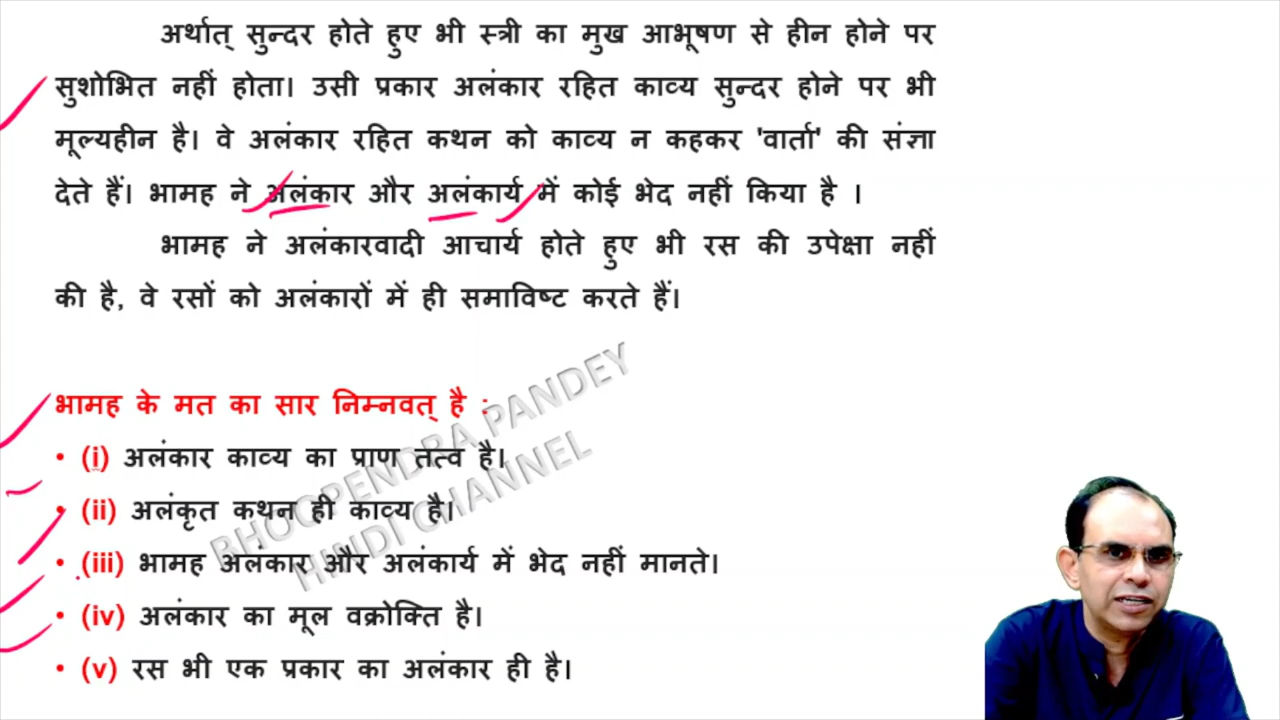 अर्थात् सुन्दर होते हुए भी स्त्री का मुख आभूषण से हीन होने पर
सुशोभित नहीं होता। उसी प्रकार अलंकार रहित काव्य सुन्दर होने पर भी
मूल्यहीन है। वे अलंकार रहित कथन को काव्य न कहकर 'वार्ता' की संज्ञा
देते हैं। भामह ने अलंकार और अलंकार्य में कोई भेद नहीं किया है ।
भामह ने अलंकारवादी आचार्य होते हुए भी रस की उपेक्षा नहीं
की है, वे रसों को अलंकारों में ही समाविष्ट करते हैं।
भामह के मत का सार निम्नवत् है :
• (i) अलंकार काव्य का प्राण तत्व है।
• (ii) अलंकृत कथन ही काव्य है।
• (iii) भामह अलंकार और अलंकार्य में भेद नहीं मानते।
• (iv) अलंकार का मूल वक्रोक्ति है।
• (v) रस भी एक प्रकार का अलंकार ही है।
BHOOPENDRA PANDEY
HINDI CHANNEL